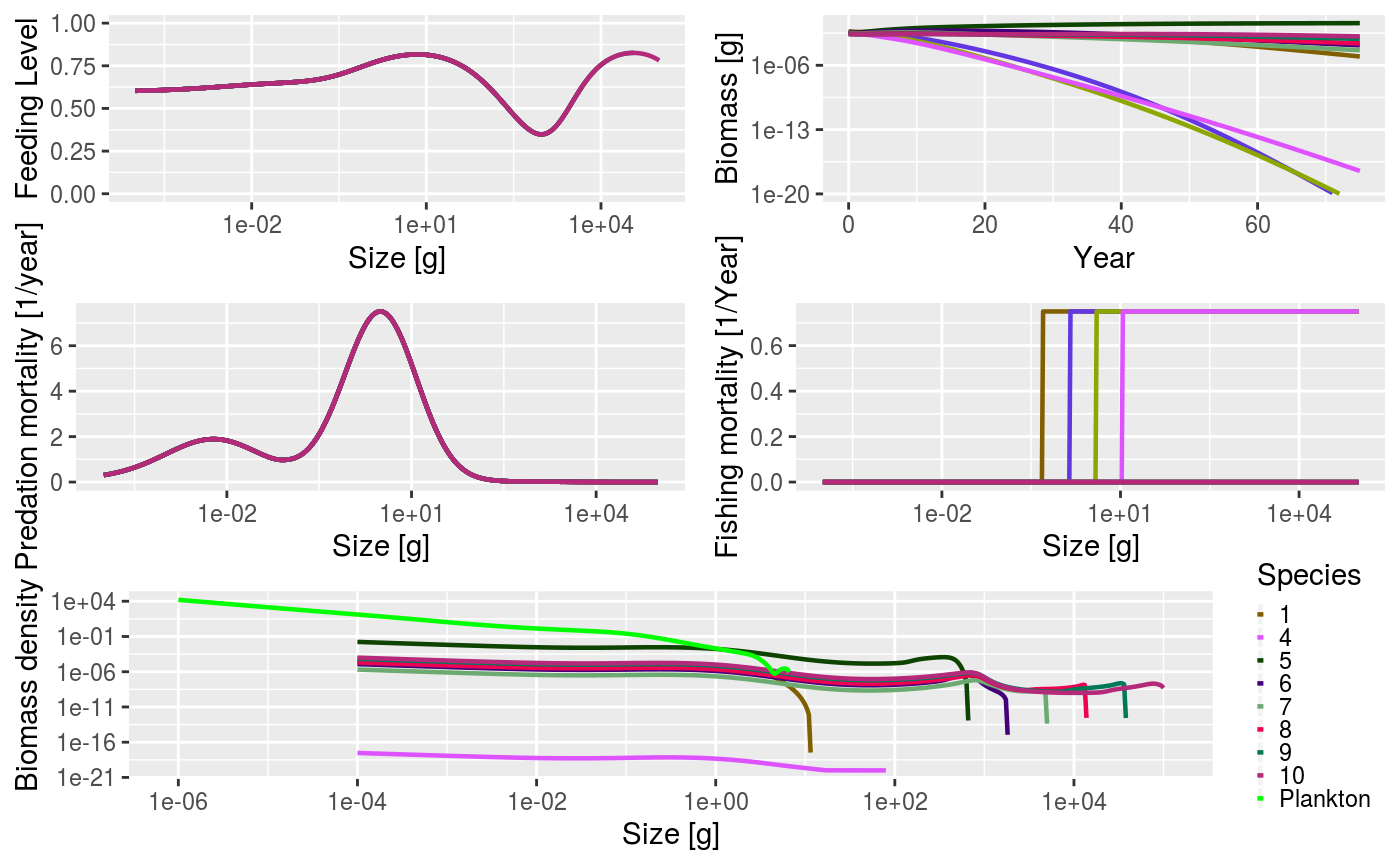 Feeding Level
1.00
0.75
0.50
0.25
0.00
1e-02
1e+01
1e+04
Size [g]
Biomass [g]
1e-06
1e-13
1e-20
0
20
40
60
Year
Predation mortality [1/year]
6
4
2
0
1e-02
1e+01
1e+04
Size [g]
Fishing mortality [1/Year]
0.6
0.4
0.2
0.0
1e-02
1e+01
1e+04
Size [g]
Biomass density
1e+04
1e-01
1e-06
1e-11
1e-16
1e-21
1e-06
1e-04
1e-02
1e+00
1e+02
1e+04
Size [g]
Species
1
4
5
6
7
8
9
10
Plankton